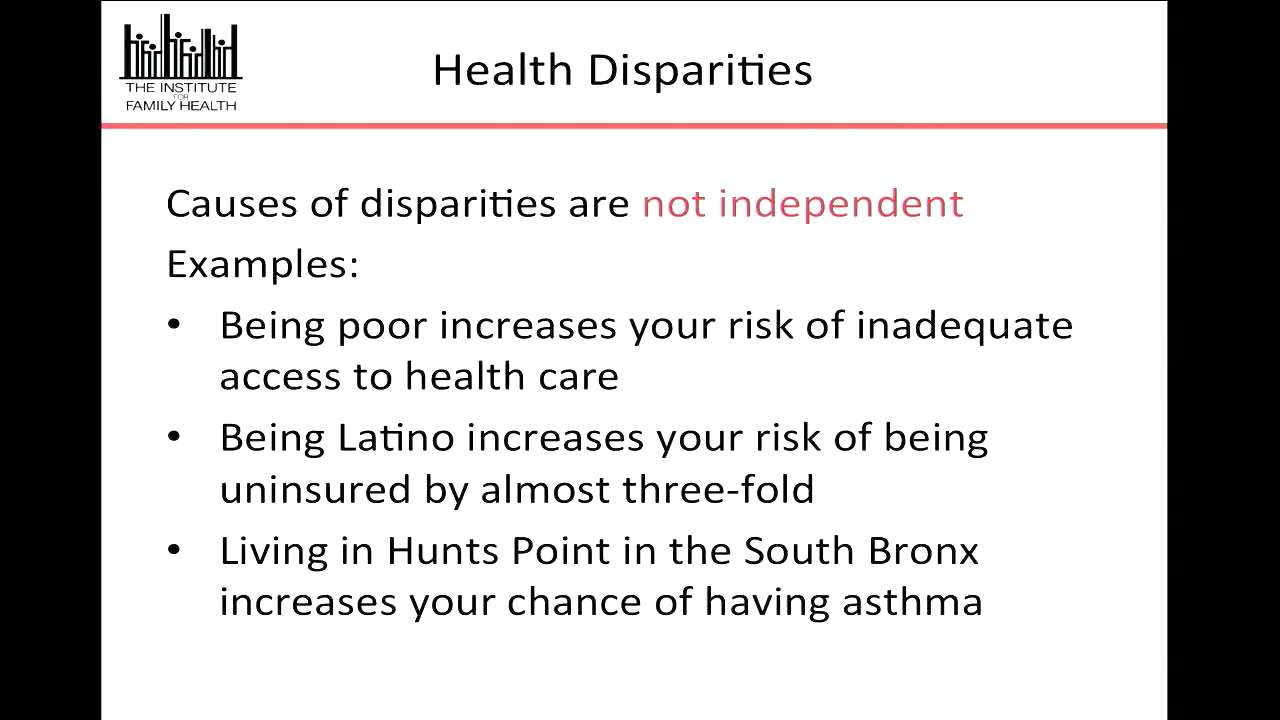 THE INSTITUTE
FOR
FAMILY HEALTH
Health Disparities
Causes of disparities are not independent
Examples:
• Being poor increases your risk of inadequate
access to health care
• Being Latino increases your risk of being
uninsured by almost three-fold
• Living in Hunts Point in the South Bronx
increases your chance of having asthma